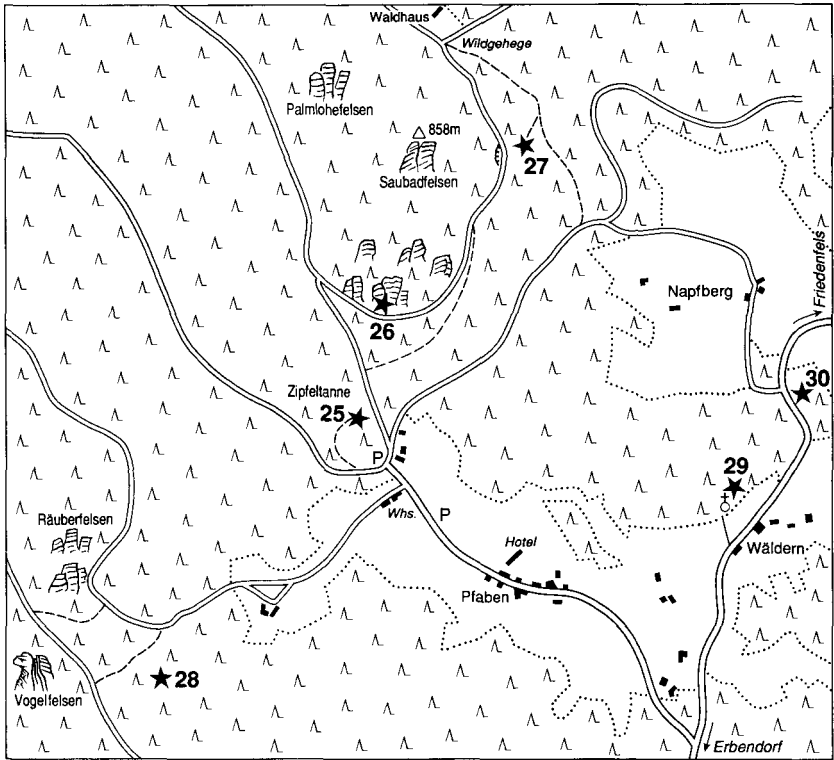 Waldhaus
Wildgehege
Palmlohefelsen
858m
Saubadfelsen
27
Friedenfels
Napfberg
26
30
Zipfeltanne
25
P
29
P
Whs.
Räuberfelsen
Hotel
Wäldern
Pfaben
28
Vogelfelsen
Erbendorf